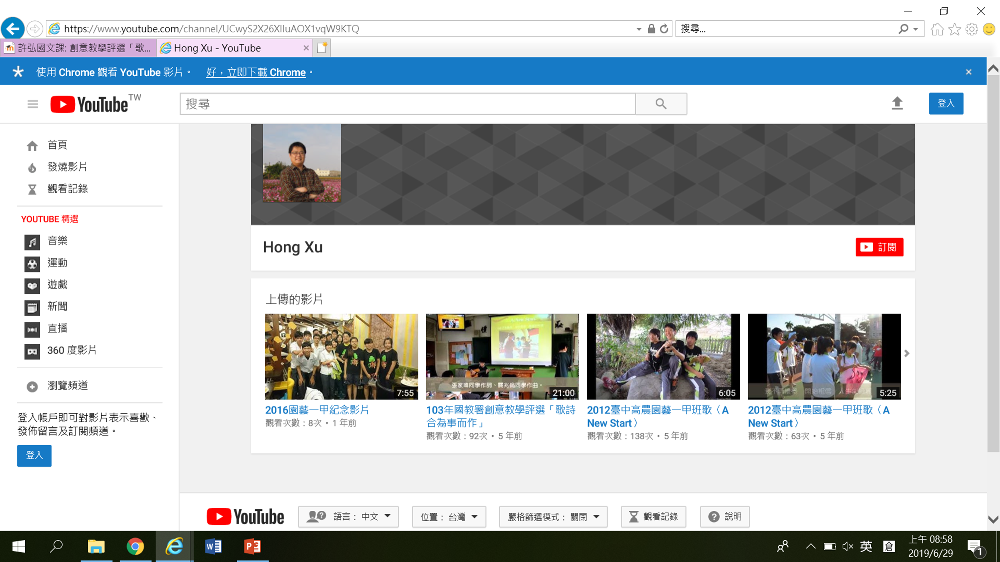 https://www.youtube.com/channel/UCwyS2X26XlIuAOX1vqW9KTQ
搜尋...
許弘國文課: 創意教學評選「歌...
Hong Xu - YouTube
使用 Chrome 觀看 YouTube 影片。 好，立即下載 Chrome。
YouTube TW
搜尋
登入
首頁
發燒影片
觀看記錄
YOUTUBE 精選
音樂
運動
遊戲
新聞
直播
360 度影片
瀏覽頻道
登入帳戶即可對影片表示喜歡、
發佈留言及訂閱頻道。
登入
Hong Xu
訂閱
上傳的影片
7:55
2016園藝一甲紀念影片
觀看次數：8次 • 1 年前
A New Start
禮
恥
張家瑋同學作詞、關兆倫同學作曲。
21:00
103年國教署創意教學評選「歌詩
合為事而作」
觀看次數：92次 • 5 年前
6:05
2012臺中高農園藝一甲班歌〈A
New Start〉
觀看次數：138次 • 5 年前
我不再懷憂 開始相信
5:25
2012臺中高農園藝一甲班歌〈A
New Start〉
觀看次數：63次 • 5 年前
YouTube
語言： 中文
位置： 台灣
嚴格篩選模式： 關閉
觀看記錄
說明
英
倉
上午 08:58
2019/6/29
1